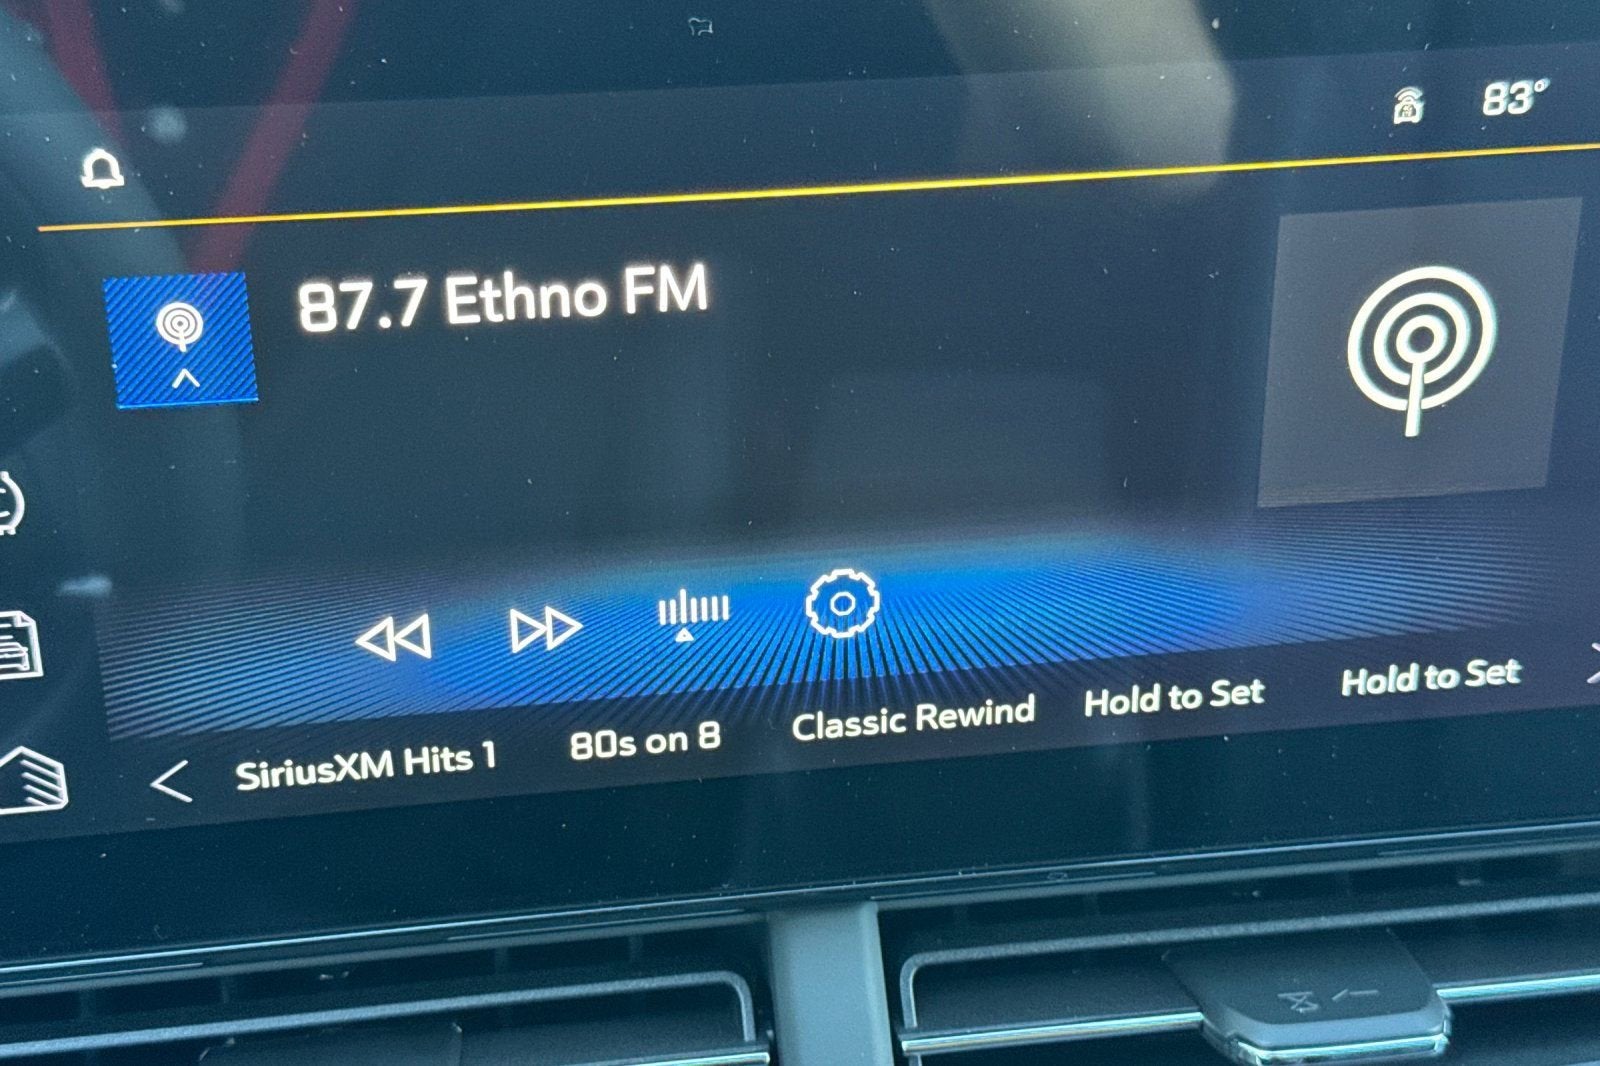 83°
87.7 Ethno FM
SiriusXM Hits 1
80s on 8
Classic Rewind
Hold to Set
Hold to Set